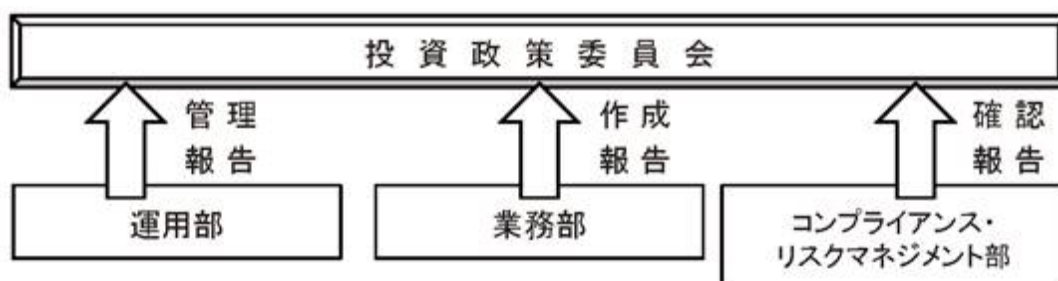 投資政策委員会
管理
報告
作成
報告
確認
報告
運用部
業務部
コンプライアンス・
リスクマネジメント部